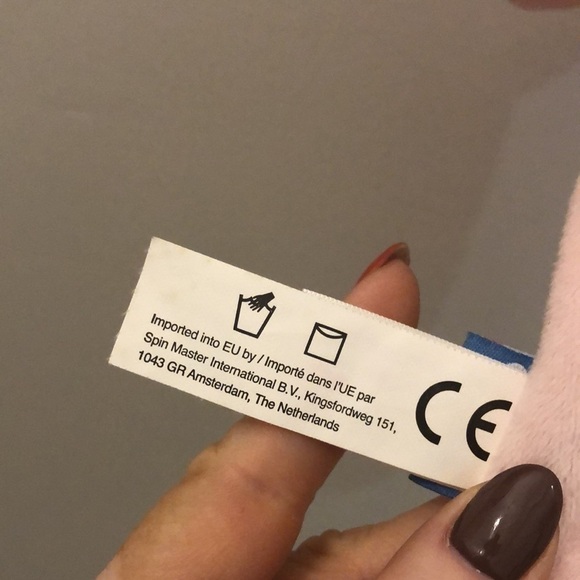 Imported into EU by / Importé dans l'UE par
Spin Master International B.V., Kingsfordweg 151,
1043 GR Amsterdam, The Netherlands
CE